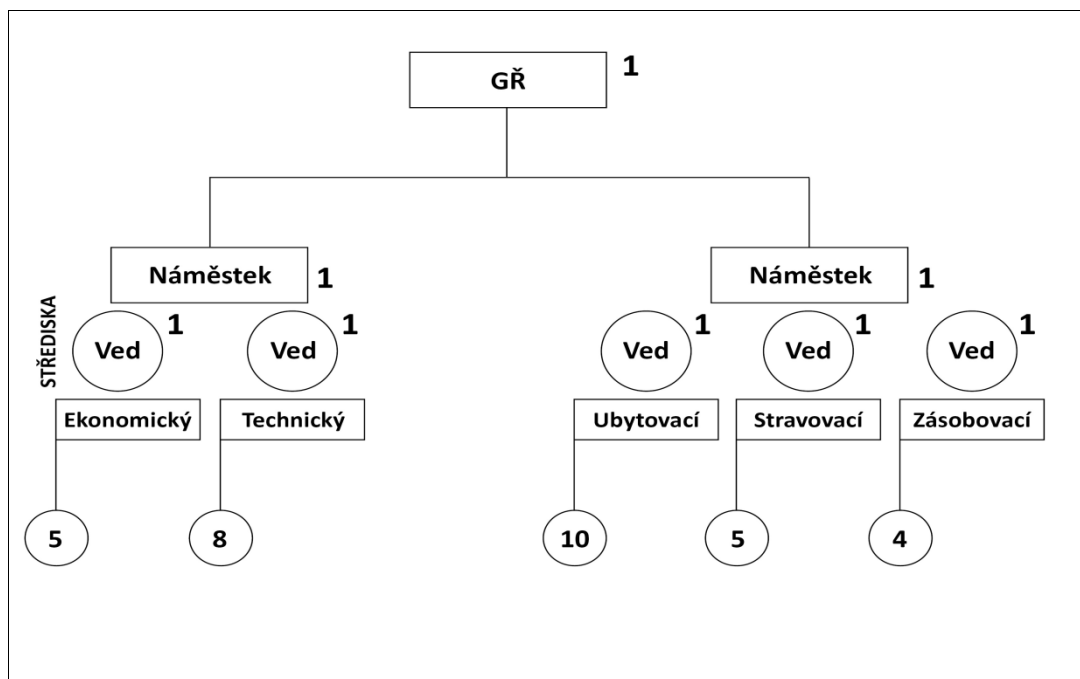 GŘ 1
Náměstek 1 Náměstek 1
STŘEDISKA
Ved 1 Ved 1 Ved 1 Ved 1 Ved 1
Ekonomický Technický Ubytovací Stravovací Zásobovací
5 8 10 5 4